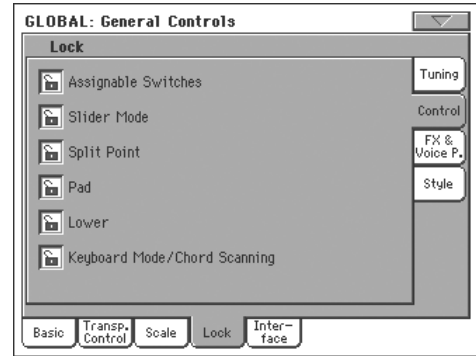 GLOBAL: General Controls
Lock
Assignable Switches
Slider Mode
Split Point
Pad
Lower
Keyboard Mode/Chord Scanning
Tuning
Control
FX &
Voice P.
Style
Basic
Transp.
Control
Scale
Lock
Inter-
face